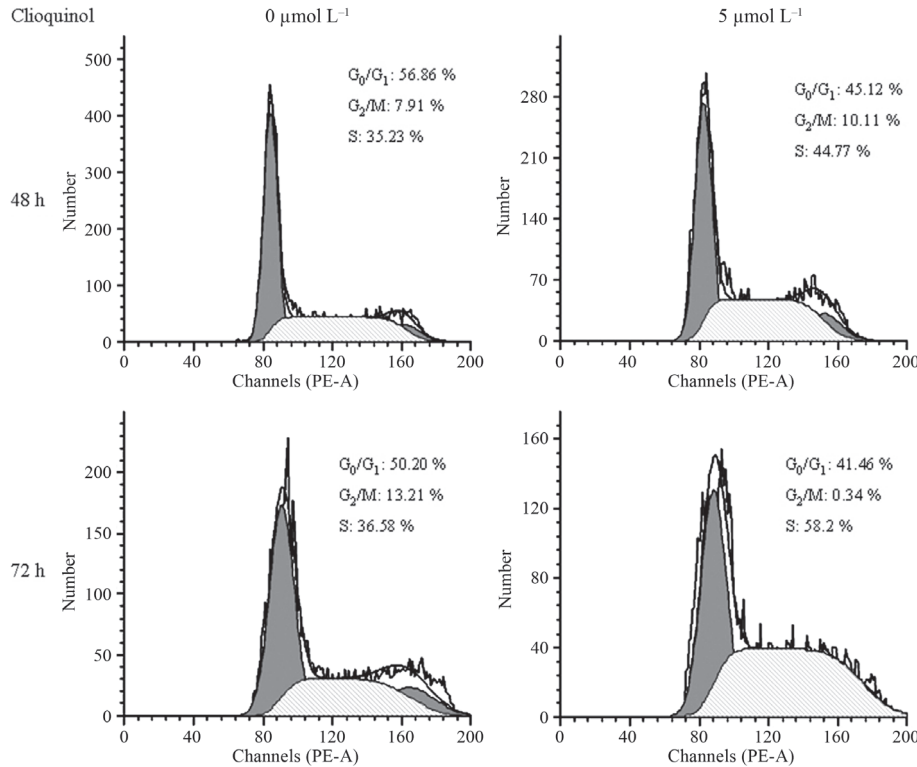 Clioquinol
0 µmol L⁻¹
5 µmol L⁻¹
48 h
Number
500
400
300
200
100
0
G₀/G₁: 56.86 %
G₂/M: 7.91 %
S: 35.23 %
0 40 80 120 160 200
Channels (PE-A)
Number
280
210
140
70
0
G₀/G₁: 45.12 %
G₂/M: 10.11 %
S: 44.77 %
0 40 80 120 160 200
Channels (PE-A)
72 h
Number
200
150
100
50
0
G₀/G₁: 50.20 %
G₂/M: 13.21 %
S: 36.58 %
0 40 80 120 160 200
Channels (PE-A)
Number
160
120
80
40
0
G₀/G₁: 41.46 %
G₂/M: 0.34 %
S: 58.2 %
0 40 80 120 160 200
Channels (PE-A)